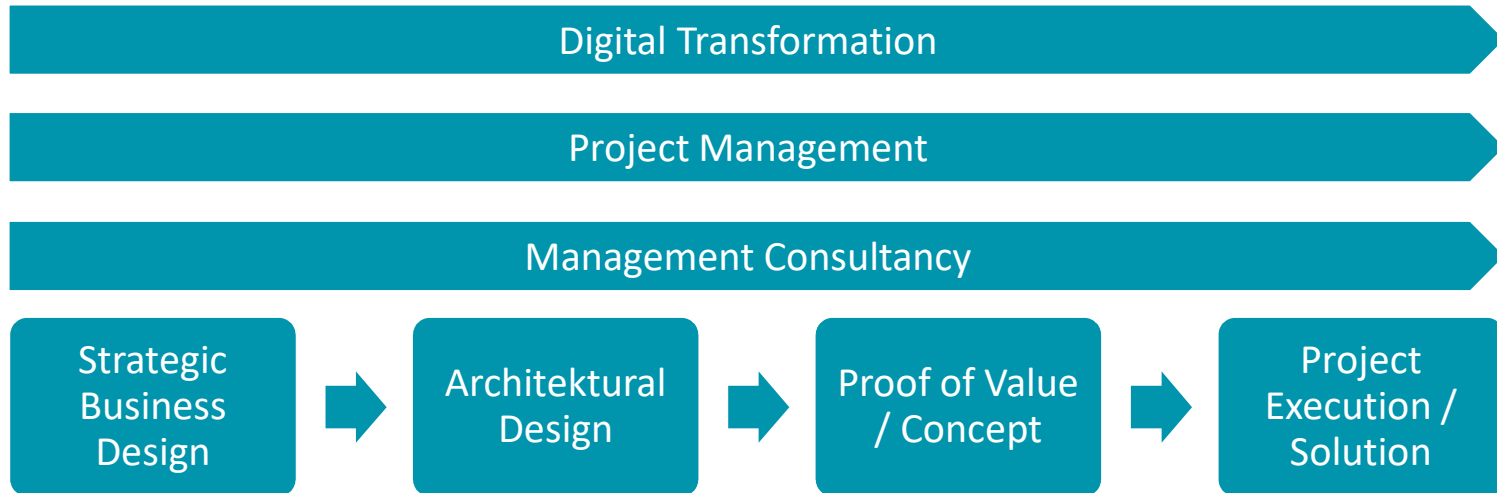 Digital Transformation
Project Management
Management Consultancy
Strategic
Business
Design
Architektural
Design
Proof of Value
/ Concept
Project
Execution /
Solution